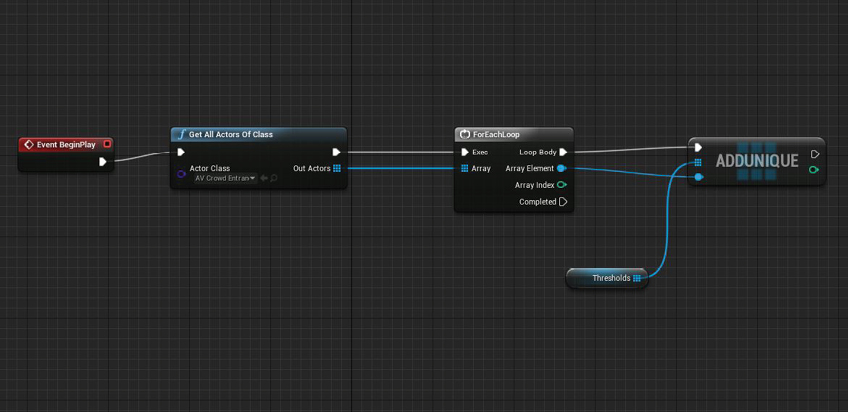 Event BeginPlay
Get All Actors Of Class
Actor Class
AV Crowd Entran
Out Actors
ForEachLoop
Exec
Loop Body
Array
Array Element
Array Index
Completed
ADDUNIQUE
Thresholds